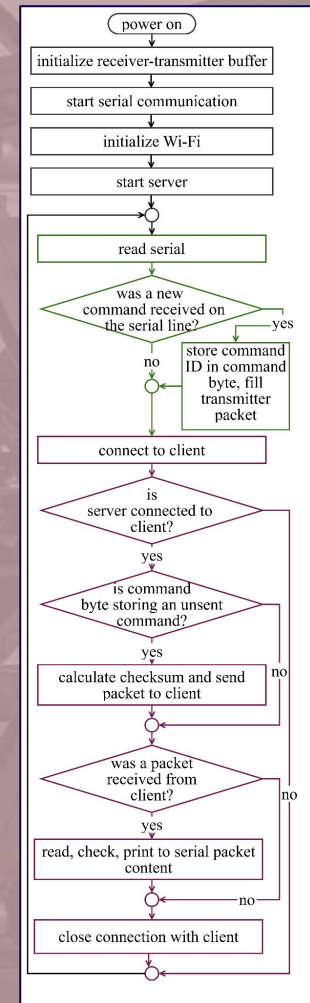 power on
initialize receiver-transmitter buffer
start serial communication
initialize Wi-Fi
start server
read serial
was a new
command received on
the serial line?
yes
no
store command
ID in command
byte, fill
transmitter
packet
connect to client
is
server connected to
client?
yes
is command
byte storing an unsent
command?
yes
no
calculate checksum and send
packet to client
was a packet
received from
client?
no
yes
read, check, print to serial packet
content
no
close connection with client